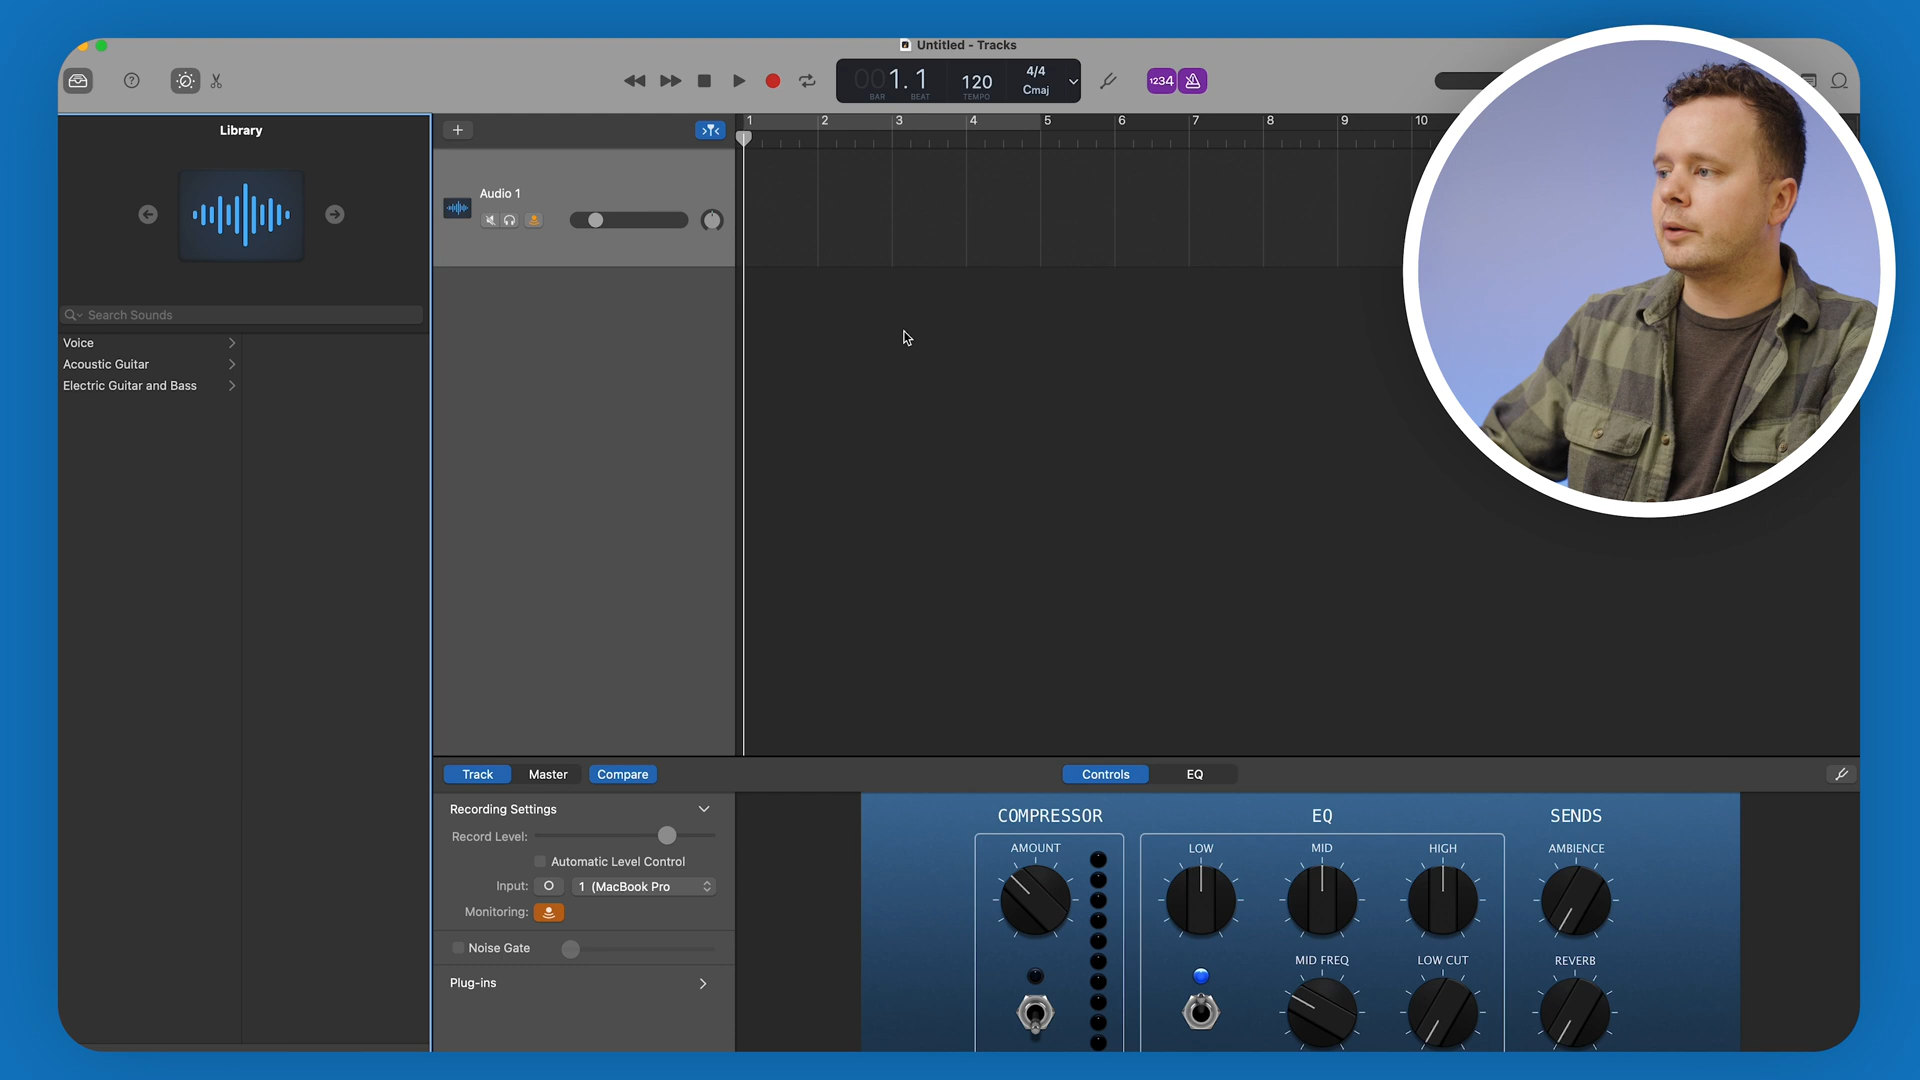 Untitled - Tracks
001.1
BAR BEAT
120
TEMPO
4/4
Cmaj
1234
Library
1 2 3 4 5 6 7 8 9 10
Audio 1
Search Sounds
Voice
Acoustic Guitar
Electric Guitar and Bass
Track Master Compare
Controls EQ
Recording Settings
Record Level:
Automatic Level Control
Input: 1 (MacBook Pro
Monitoring:
Noise Gate
Plug-ins
COMPRESSOR EQ SENDS
AMOUNT LOW MID HIGH AMBIENCE
MID FREQ LOW CUT REVERB